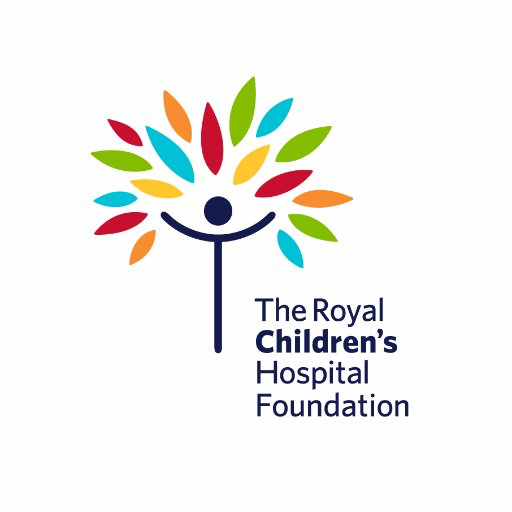 The Royal
Children's
Hospital
Foundation